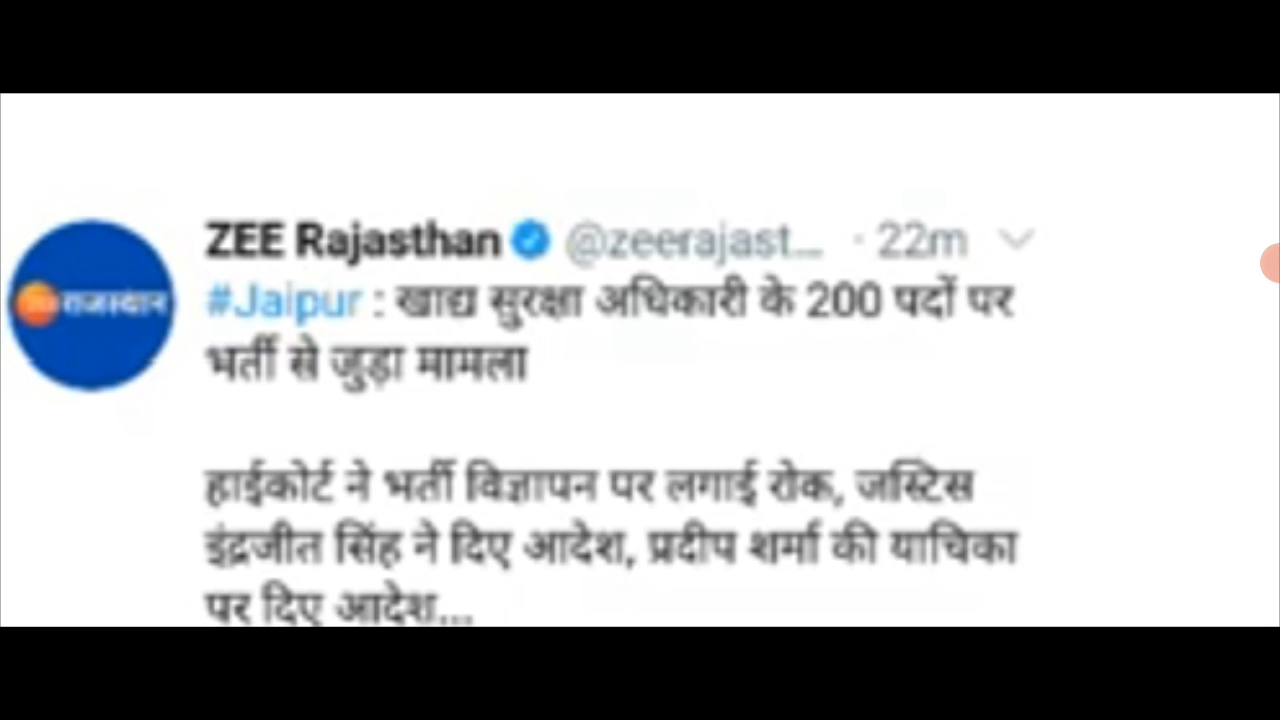 ZEE Rajasthan @zeerajast... · 22m
राजस्थान
#Jaipur : खाद्य सुरक्षा अधिकारी के 200 पदों पर
भर्ती से जुड़ा मामला
हाईकोर्ट ने भर्ती विज्ञापन पर लगाई रोक, जस्टिस
इंद्रजीत सिंह ने दिए आदेश, प्रदीप शर्मा की याचिका
पर दिए आदेश...